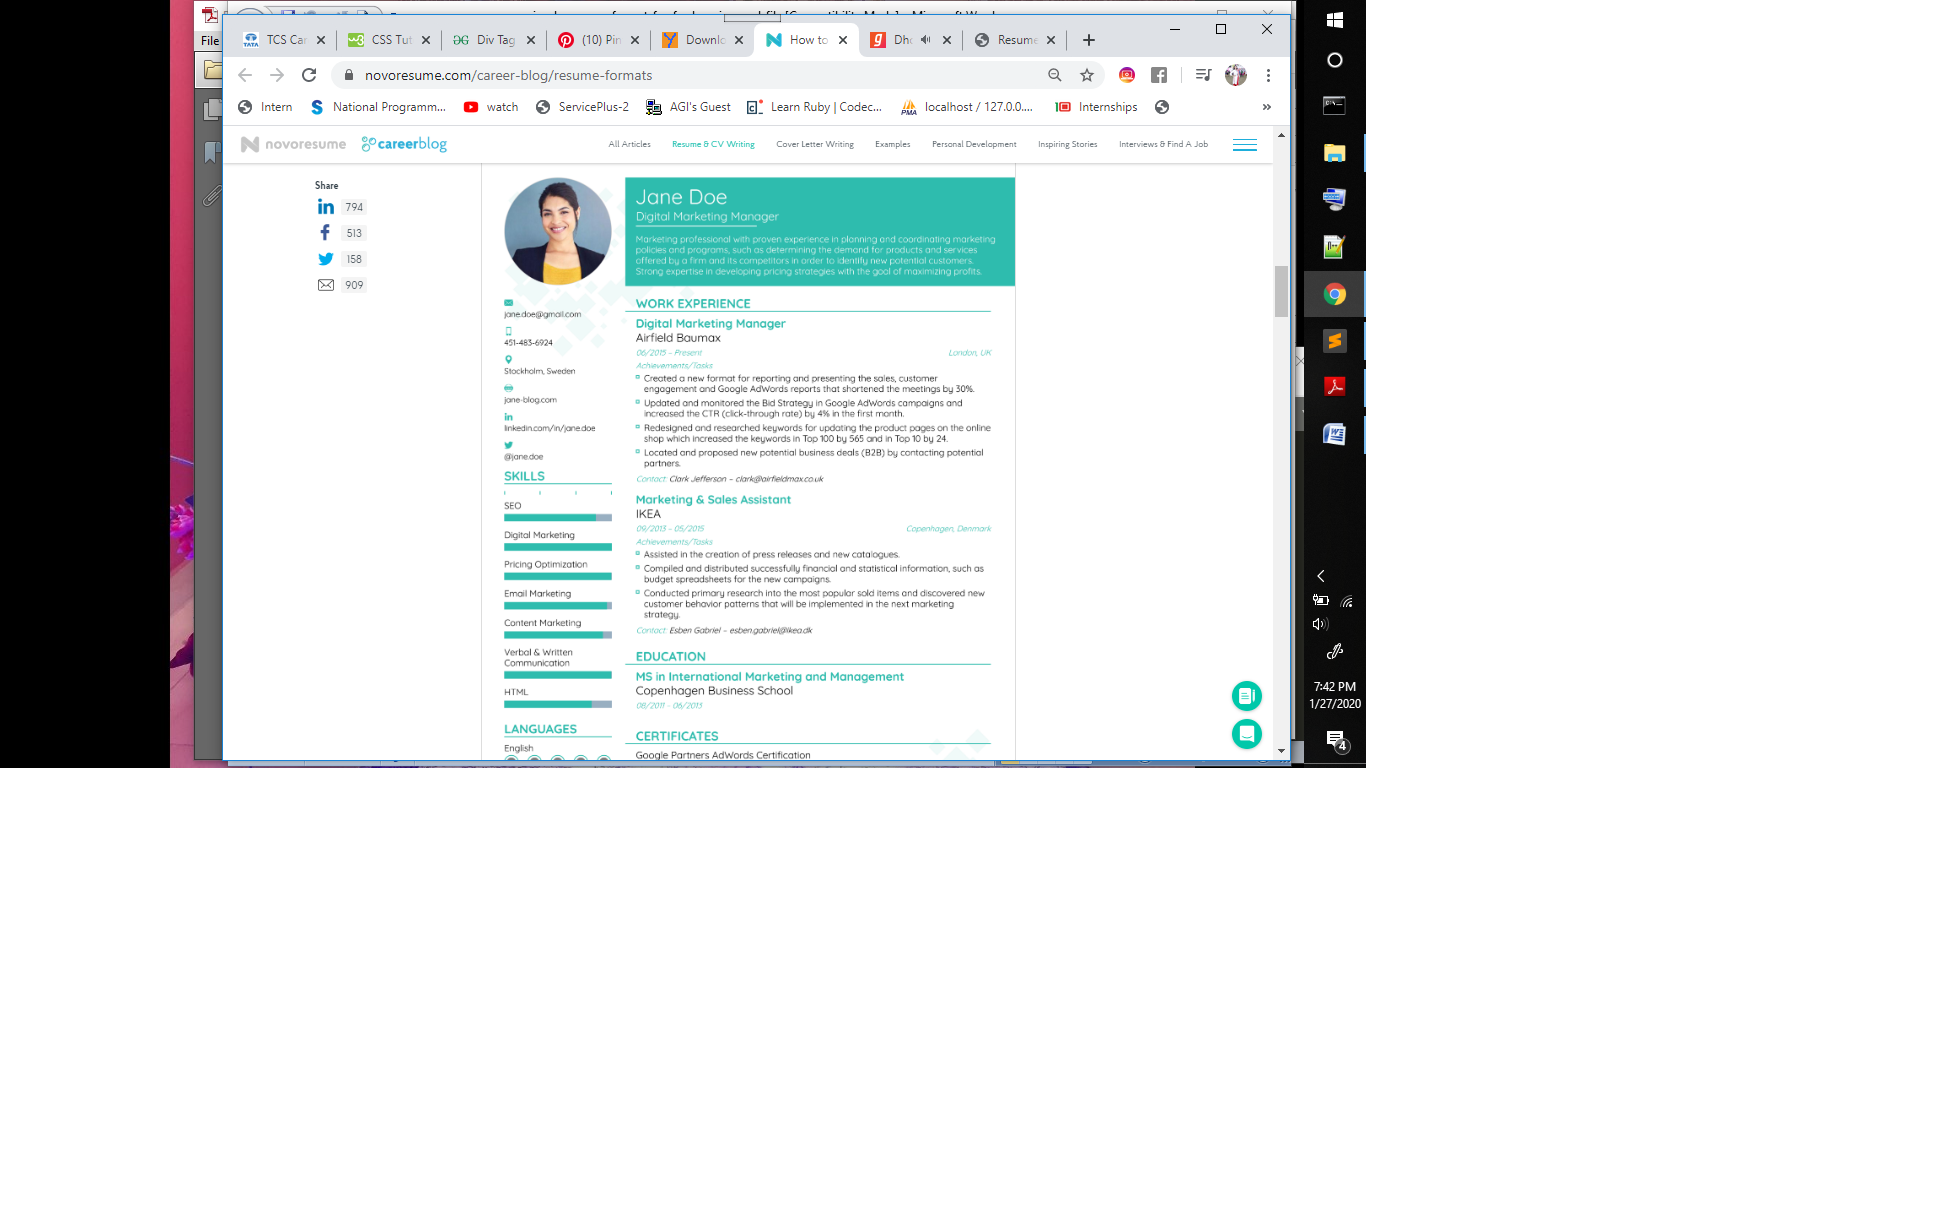 File
TCS Car
CSS Tut
Div Tag
(10) Pin
Downlo
How to
Dho
Resume
novoresume.com/career-blog/resume-formats
Intern
National Programm...
watch
ServicePlus-2
AGI's Guest
Learn Ruby | Codec...
localhost / 127.0.0....
Internships
novoresume
careerblog
All Articles
Resume & CV Writing
Cover Letter Writing
Examples
Personal Development
Inspiring Stories
Interviews & Find A Job
Share
794
513
158
909
Jane Doe
Digital Marketing Manager
Marketing professional with proven experience in planning and coordinating marketing
policies and programs, such as determining the demand for products and services
offered by a firm and its competitors in order to identify new potential customers.
Strong expertise in developing pricing strategies with the goal of maximizing profits.
jane.doe@gmail.com
451-483-6924
Stockholm, Sweden
jane-blog.com
linkedin.com/in/jane.doe
@jane.doe
SKILLS
SEO
Digital Marketing
Pricing Optimization
Email Marketing
Content Marketing
Verbal & Written
Communication
HTML
LANGUAGES
English
WORK EXPERIENCE
Digital Marketing Manager
Airfield Baumax
06/2015 – Present
London, UK
Achievements/Tasks
Created a new format for reporting and presenting the sales, customer
engagement and Google AdWords reports that shortened the meetings by 30%.
Updated and monitored the Bid Strategy in Google AdWords campaigns and
increased the CTR (click-through rate) by 4% in the first month.
Redesigned and researched keywords for updating the product pages on the online
shop which increased the keywords in Top 100 by 565 and in Top 10 by 24.
Located and proposed new potential business deals (B2B) by contacting potential
partners.
Contact: Clark Jefferson – clark@airfieldmax.co.uk
Marketing & Sales Assistant
IKEA
09/2013 – 05/2015
Copenhagen, Denmark
Achievements/Tasks
Assisted in the creation of press releases and new catalogues.
Compiled and distributed successfully financial and statistical information, such as
budget spreadsheets for the new campaigns.
Conducted primary research into the most popular sold items and discovered new
customer behavior patterns that will be implemented in the next marketing
strategy.
Contact: Esben Gabriel – esben.gabriel@ikea.dk
EDUCATION
MS in International Marketing and Management
Copenhagen Business School
08/2011 - 06/2013
CERTIFICATES
Google Partners AdWords Certification
7:42 PM
1/27/2020
4